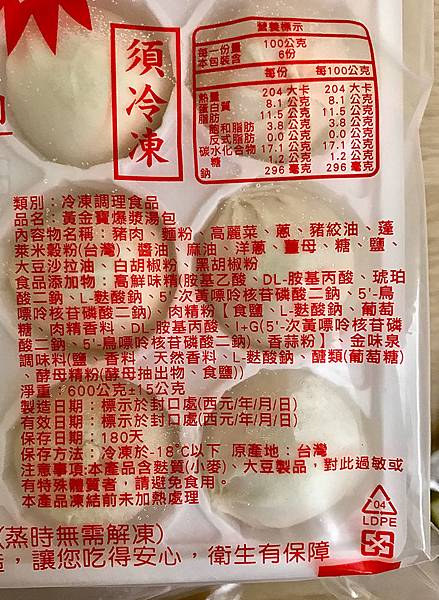 須冷凍
營養標示
每一份量 100公克
本包裝含 6份
每份 每100公克
熱量 204 大卡 204 大卡
蛋白質 8.1 公克 8.1 公克
脂肪 11.5 公克 11.5 公克
飽和脂肪 3.8 公克 3.8 公克
反式脂肪 0.0 公克 0.0 公克
碳水化合物 17.1 公克 17.1 公克
糖 1.2 公克 1.2 公克
鈉 296 毫克 296 毫克
類別：冷凍調理食品
品名：黃金寶爆漿湯包
內容物名稱：豬肉、麵粉、高麗菜、蔥、豬絞油、蓬
萊米穀粉(台灣)、醬油、麻油、洋蔥、薑母、糖、鹽、
大豆沙拉油、白胡椒粉、黑胡椒粉
食品添加物：高鮮味精(胺基乙酸、DL-胺基丙酸、琥珀
酸二鈉、L-麩酸鈉、5'-次黃嘌呤核苷磷酸二鈉、5'-鳥
嘌呤核苷磷酸二鈉)、肉精粉【食鹽、L-麩酸鈉、葡萄
糖、肉精香料、DL-胺基丙酸、I+G(5'-次黃嘌呤核苷磷
酸二鈉、5'-鳥嘌呤核苷磷酸二鈉)、香蒜粉】、金味泉
調味料(鹽、香料、天然香料、L-麩酸鈉、醣類(葡萄糖)
、酵母精粉(酵母抽出物、食鹽))
淨重：600公克±15公克
製造日期：標示於封口處(西元/年/月/日)
有效日期：標示於封口處(西元/年/月/日)
保存日期：180天
保存方法：冷凍於-18℃以下 原產地：台灣
注意事項:本產品含麩質(小麥)、大豆製品，對此過敏或
有特殊體質者，請避免食用。
本產品凍結前未加熱處理
04
LDPE
(蒸時無需解凍)
，讓您吃得安心，衛生有保障